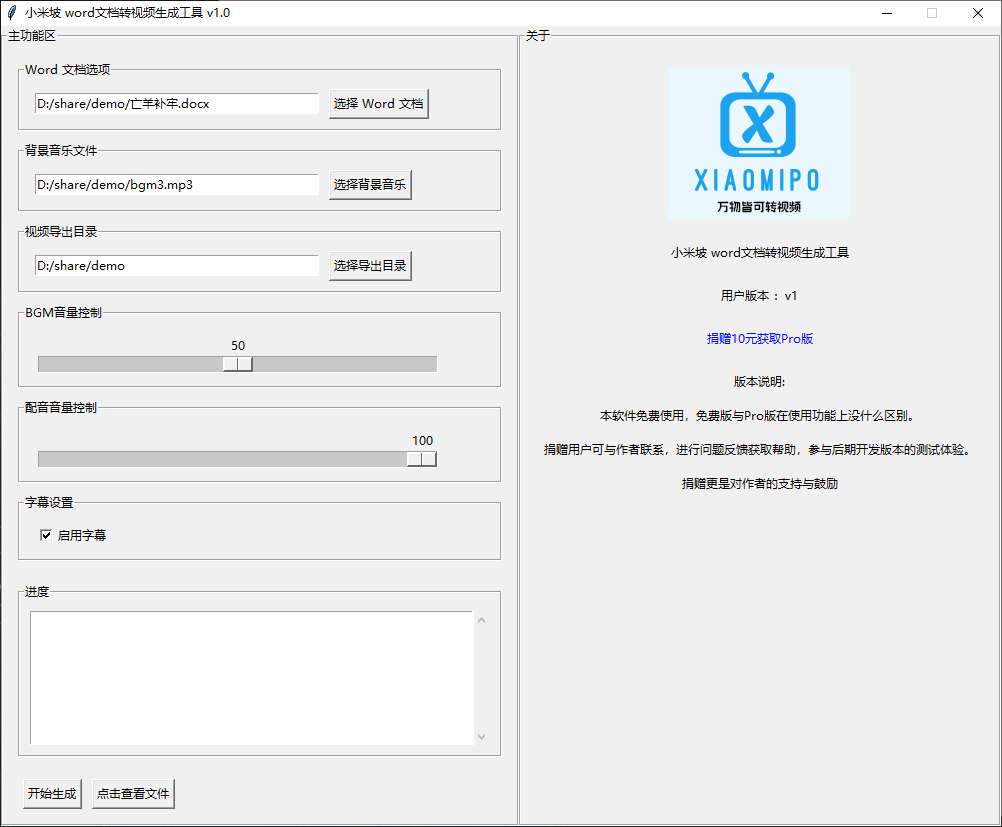 小米坡 word文档转视频生成工具 v1.0
主功能区
Word 文档选项
D:/share/demo/亡羊补牢.docx
选择 Word 文档
背景音乐文件
D:/share/demo/bgm3.mp3
选择背景音乐
视频导出目录
D:/share/demo
选择导出目录
BGM音量控制
50
配音音量控制
100
字幕设置
启用字幕
进度
开始生成
点击查看文件
关于
XIAOMIPO
万物皆可转视频
小米坡 word文档转视频生成工具
用户版本 ：v1
捐赠10元获取Pro版
版本说明:
本软件免费使用，免费版与Pro版在使用功能上没什么区别。
捐赠用户可与作者联系，进行问题反馈获取帮助，参与后期开发版本的测试体验。
捐赠更是对作者的支持与鼓励